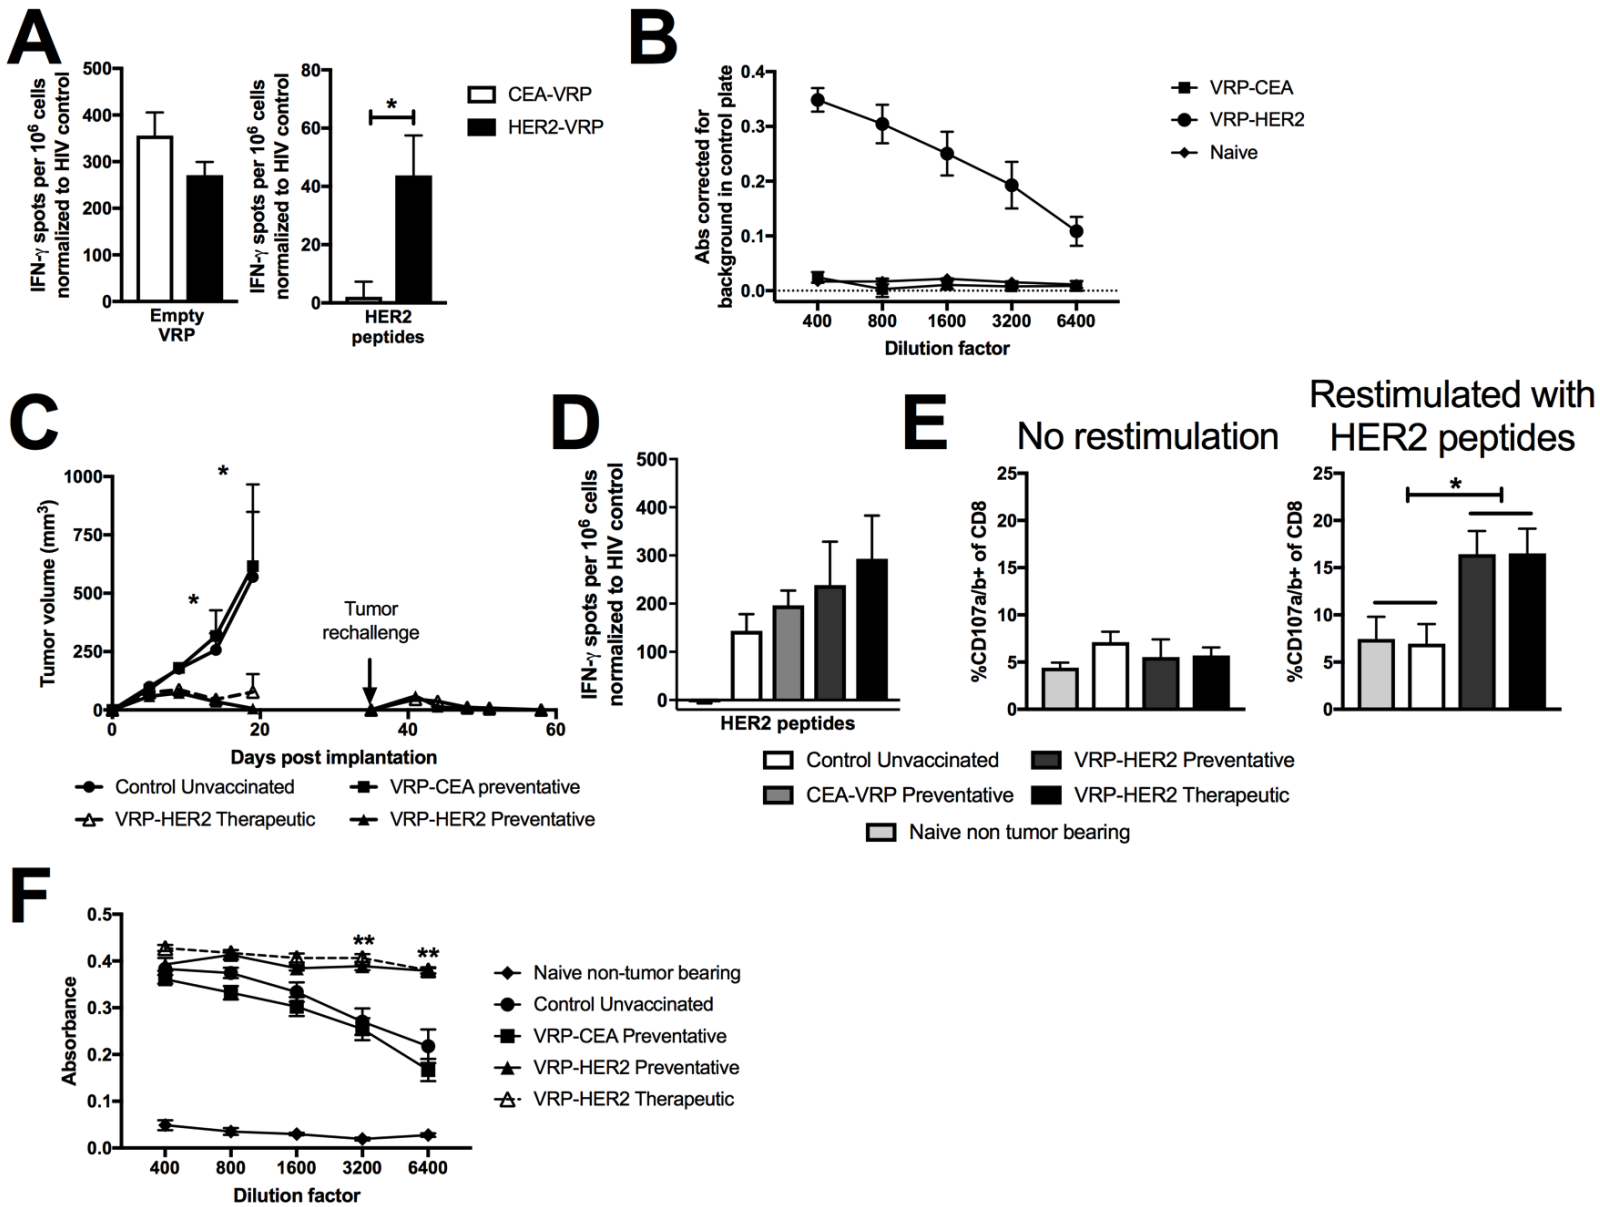 A
IFN-γ spots per 10⁶ cells
normalized to HIV control
500
400
300
200
100
0
Empty
VRP
IFN-γ spots per 10⁶ cells
normalized to HIV control
80
60
40
20
0
*
HER2
peptides
CEA-VRP
HER2-VRP
B
Abs corrected for
background in control plate
0.4
0.3
0.2
0.1
0.0
400 800 1600 3200 6400
Dilution factor
VRP-CEA
VRP-HER2
Naive
C
Tumor volume (mm³)
1000
750
500
250
0
*
*
Tumor
rechallenge
0 20 40 60
Days post implantation
Control Unvaccinated
VRP-CEA preventative
VRP-HER2 Therapeutic
VRP-HER2 Preventative
D
IFN-γ spots per 10⁶ cells
normalized to HIV control
500
400
300
200
100
0
HER2 peptides
E
No restimulation
%CD107a/b+ of CD8
25
20
15
10
5
0
Restimulated with
HER2 peptides
%CD107a/b+ of CD8
25
20
15
10
5
0
*
Control Unvaccinated
VRP-HER2 Preventative
CEA-VRP Preventative
VRP-HER2 Therapeutic
Naive non tumor bearing
F
Absorbance
0.5
0.4
0.3
0.2
0.1
0.0
**
**
400 800 1600 3200 6400
Dilution factor
Naive non-tumor bearing
Control Unvaccinated
VRP-CEA Preventative
VRP-HER2 Preventative
VRP-HER2 Therapeutic